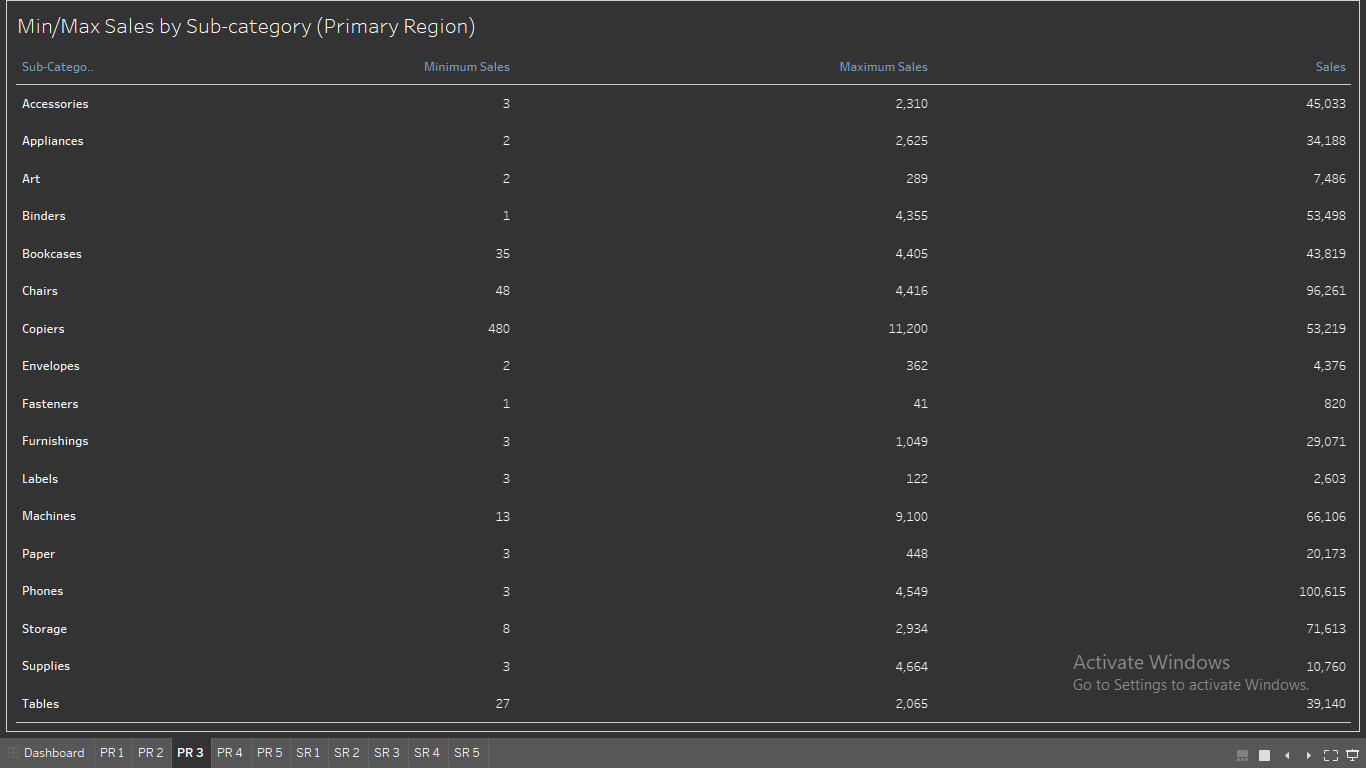 Min/Max Sales by Sub-category (Primary Region)
Sub-Catego.. Minimum Sales Maximum Sales Sales
Accessories 3 2,310 45,033
Appliances 2 2,625 34,188
Art 2 289 7,486
Binders 1 4,355 53,498
Bookcases 35 4,405 43,819
Chairs 48 4,416 96,261
Copiers 480 11,200 53,219
Envelopes 2 362 4,376
Fasteners 1 41 820
Furnishings 3 1,049 29,071
Labels 3 122 2,603
Machines 13 9,100 66,106
Paper 3 448 20,173
Phones 3 4,549 100,615
Storage 8 2,934 71,613
Supplies 3 4,664 10,760
Tables 27 2,065 39,140
Activate Windows
Go to Settings to activate Windows.
Dashboard PR 1 PR 2 PR 3 PR 4 PR 5 SR 1 SR 2 SR 3 SR 4 SR 5